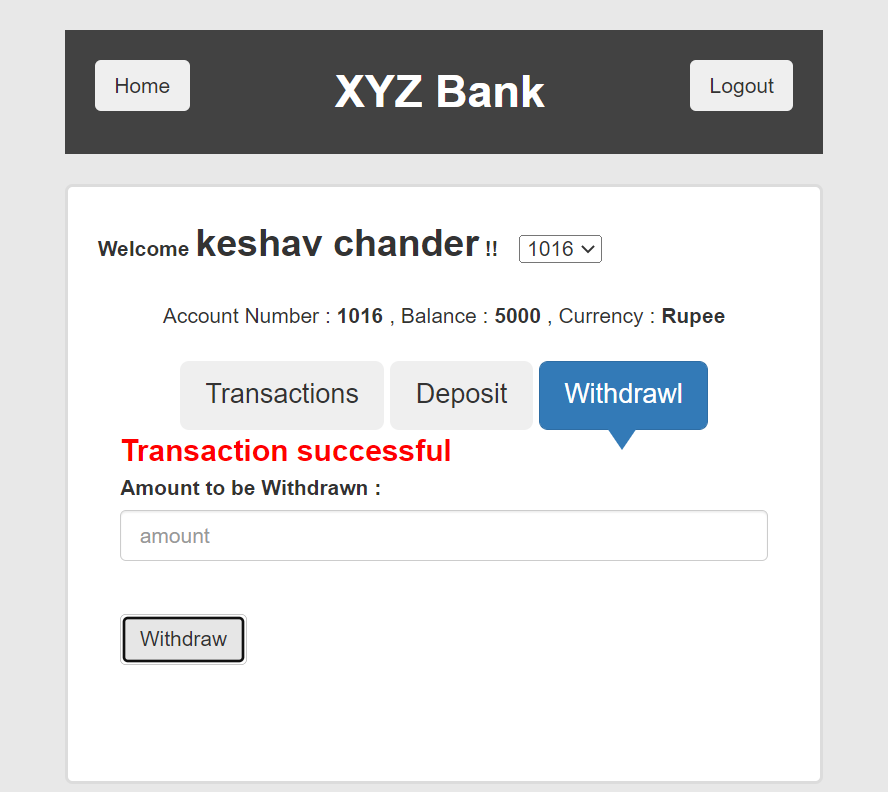 Home XYZ Bank Logout
Welcome keshav chander !! 1016
Account Number : 1016 , Balance : 5000 , Currency : Rupee
Transactions Deposit Withdrawl
Transaction successful
Amount to be Withdrawn :
amount
Withdraw